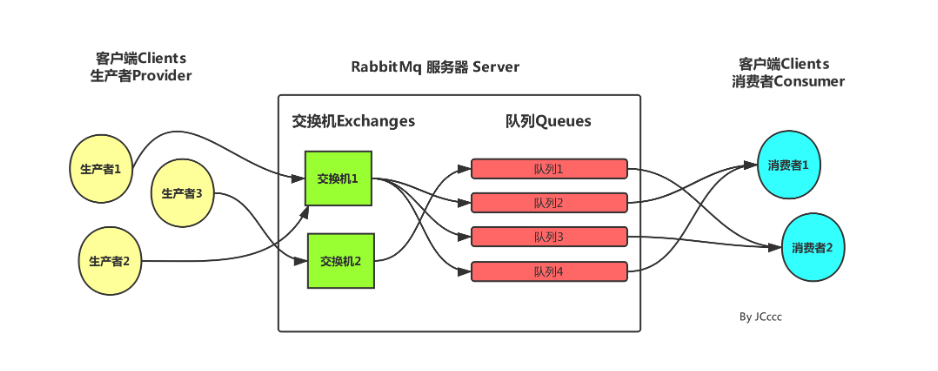 客户端Clients
生产者Provider
RabbitMq 服务器 Server
客户端Clients
消费者Consumer
交换机Exchanges
队列Queues
生产者1
生产者3
生产者2
交换机1
交换机2
队列1
队列2
队列3
队列4
消费者1
消费者2
By JCccc